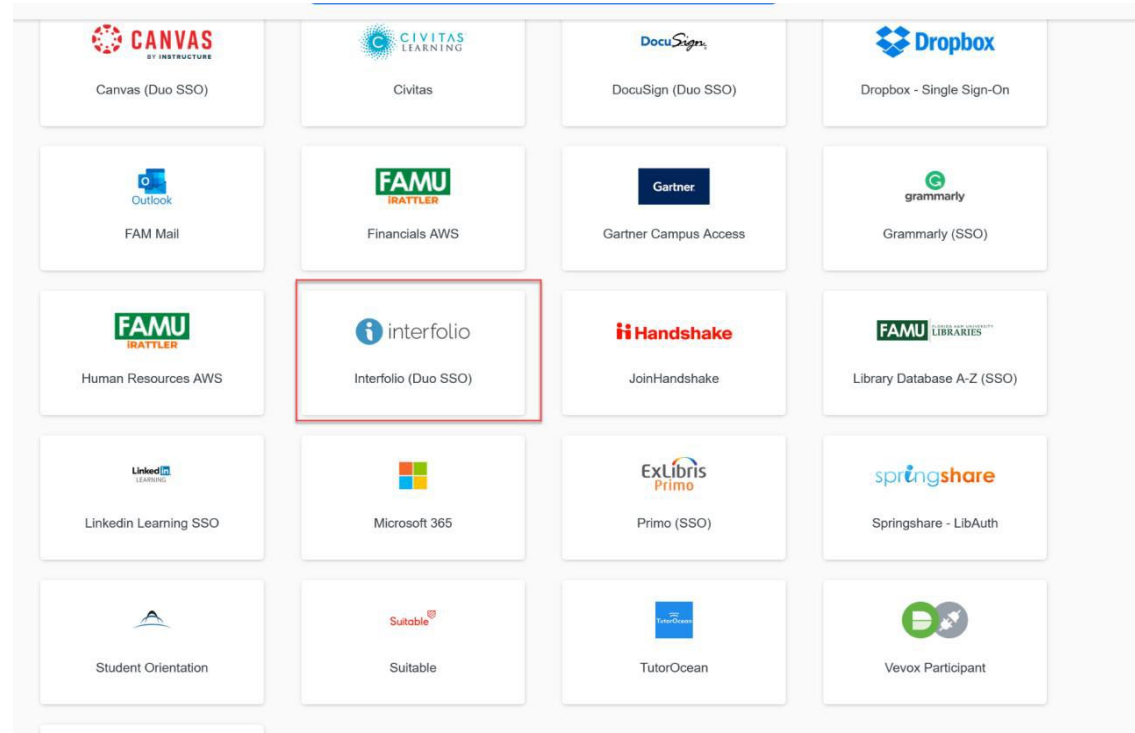 CANVAS
BY INSTRUCTURE
Canvas (Duo SSO)
C CIVITAS
LEARNING
Civitas
DocuSign
DocuSign (Duo SSO)
Dropbox
Dropbox - Single Sign-On
Outlook
FAM Mail
FAMU
iRATTLER
Financials AWS
Gartner
Gartner Campus Access
grammarly
Grammarly (SSO)
FAMU
iRATTLER
Human Resources AWS
interfolio
Interfolio (Duo SSO)
Handshake
JoinHandshake
FAMU FLORIDA A&M UNIVERSITY
LIBRARIES
Library Database A-Z (SSO)
Linked in
LEARNING
Linkedin Learning SSO
Microsoft 365
ExLibris
Primo
Primo (SSO)
springshare
Springshare - LibAuth
Student Orientation
Suitable
Suitable
TutorOcean
TutorOcean
Vevox Participant